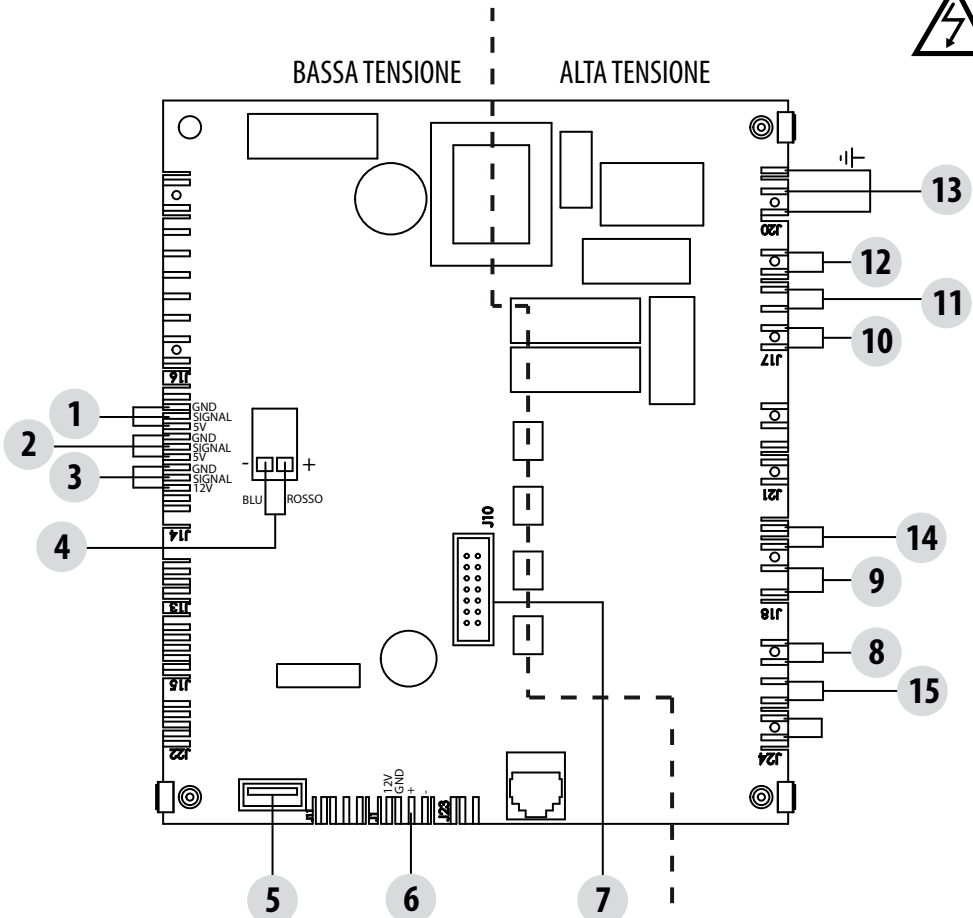 BASSA TENSIONE
ALTA TENSIONE
13
J20
12
11
10
J17
J16
1
GND
SIGNAL
5V
2
GND
SIGNAL
5V
3
GND
SIGNAL
12V
- +
BLU ROSSO
4
J14
J10
J21
14
9
J18
J13
8
15
J15
J24
J22
12V
GND
+
-
J1
J23
5
6
7